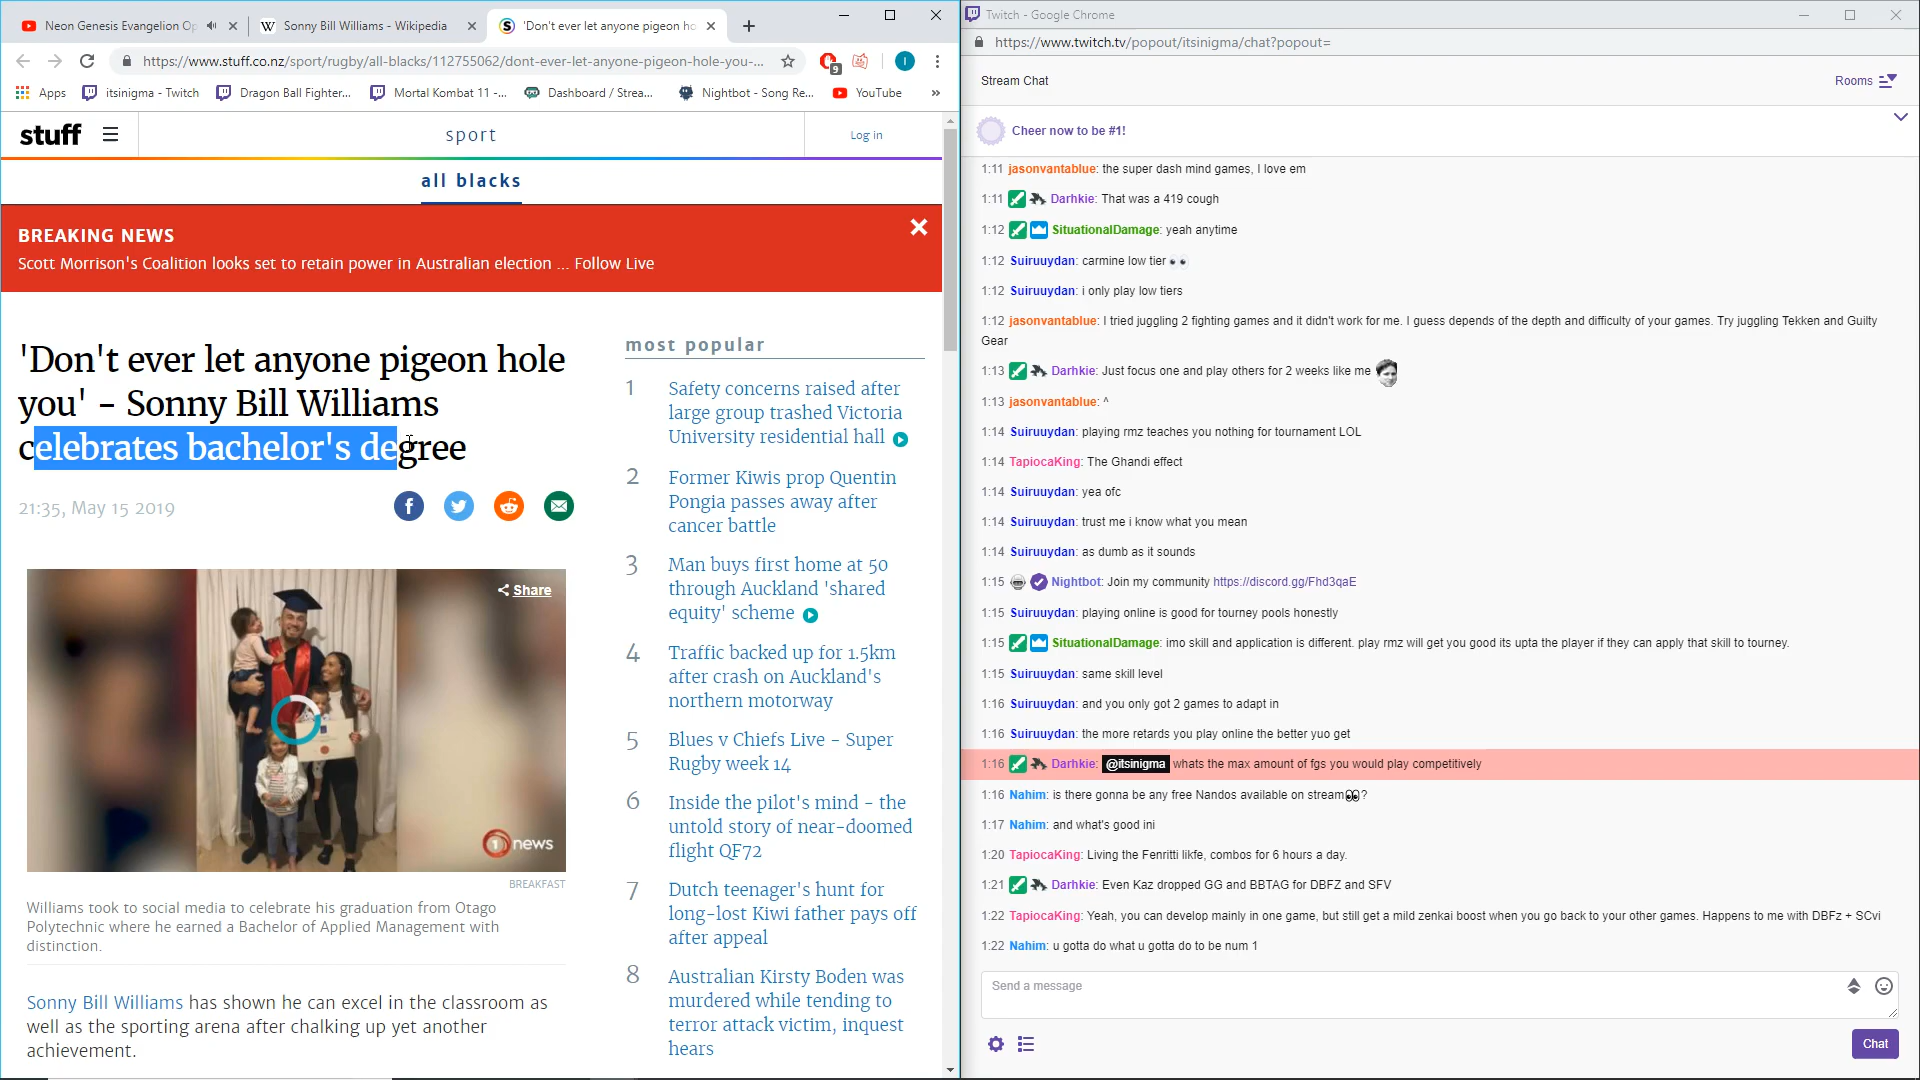 Neon Genesis Evangelion Op
Sonny Bill Williams - Wikipedia
'Don't ever let anyone pigeon ho
https://www.stuff.co.nz/sport/rugby/all-blacks/112755062/dont-ever-let-anyone-pigeon-hole-you-...
9
I
Apps
itsinigma - Twitch
Dragon Ball Fighter...
Mortal Kombat 11 -...
Dashboard / Strea...
Nightbot - Song Re...
YouTube
»
stuff
sport
Log in
all blacks
BREAKING NEWS
Scott Morrison's Coalition looks set to retain power in Australian election ... Follow Live
'Don't ever let anyone pigeon hole
you' - Sonny Bill Williams
celebrates bachelor's degree
21:35, May 15 2019
Share
1 news
BREAKFAST
Williams took to social media to celebrate his graduation from Otago
Polytechnic where he earned a Bachelor of Applied Management with
distinction.
Sonny Bill Williams has shown he can excel in the classroom as
well as the sporting arena after chalking up yet another
achievement.
most popular
1 Safety concerns raised after
large group trashed Victoria
University residential hall
2 Former Kiwis prop Quentin
Pongia passes away after
cancer battle
3 Man buys first home at 50
through Auckland 'shared
equity' scheme
4 Traffic backed up for 1.5km
after crash on Auckland's
northern motorway
5 Blues v Chiefs Live - Super
Rugby week 14
6 Inside the pilot's mind - the
untold story of near-doomed
flight QF72
7 Dutch teenager's hunt for
long-lost Kiwi father pays off
after appeal
8 Australian Kirsty Boden was
murdered while tending to
terror attack victim, inquest
hears
Twitch - Google Chrome
https://www.twitch.tv/popout/itsinigma/chat?popout=
Stream Chat
Rooms
Cheer now to be #1!
1:11 jasonvantablue: the super dash mind games, I love em
1:11 Darhkie: That was a 419 cough
1:12 SituationalDamage: yeah anytime
1:12 Suiruuydan: carmine low tier 👀
1:12 Suiruuydan: i only play low tiers
1:12 jasonvantablue: I tried juggling 2 fighting games and it didn't work for me. I guess depends of the depth and difficulty of your games. Try juggling Tekken and Guilty
Gear
1:13 Darhkie: Just focus one and play others for 2 weeks like me
1:13 jasonvantablue: ^
1:14 Suiruuydan: playing rmz teaches you nothing for tournament LOL
1:14 TapiocaKing: The Ghandi effect
1:14 Suiruuydan: yea ofc
1:14 Suiruuydan: trust me i know what you mean
1:14 Suiruuydan: as dumb as it sounds
1:15 Nightbot: Join my community https://discord.gg/Fhd3qaE
1:15 Suiruuydan: playing online is good for tourney pools honestly
1:15 SituationalDamage: imo skill and application is different. play rmz will get you good its upta the player if they can apply that skill to tourney.
1:15 Suiruuydan: same skill level
1:16 Suiruuydan: and you only got 2 games to adapt in
1:16 Suiruuydan: the more retards you play online the better yuo get
1:16 Darhkie: @itsinigma whats the max amount of fgs you would play competitively
1:16 Nahim: is there gonna be any free Nandos available on stream👀?
1:17 Nahim: and what's good ini
1:20 TapiocaKing: Living the Fenritti likfe, combos for 6 hours a day.
1:21 Darhkie: Even Kaz dropped GG and BBTAG for DBFZ and SFV
1:22 TapiocaKing: Yeah, you can develop mainly in one game, but still get a mild zenkai boost when you go back to your other games. Happens to me with DBFz + SCvi
1:22 Nahim: u gotta do what u gotta do to be num 1
Send a message
Chat